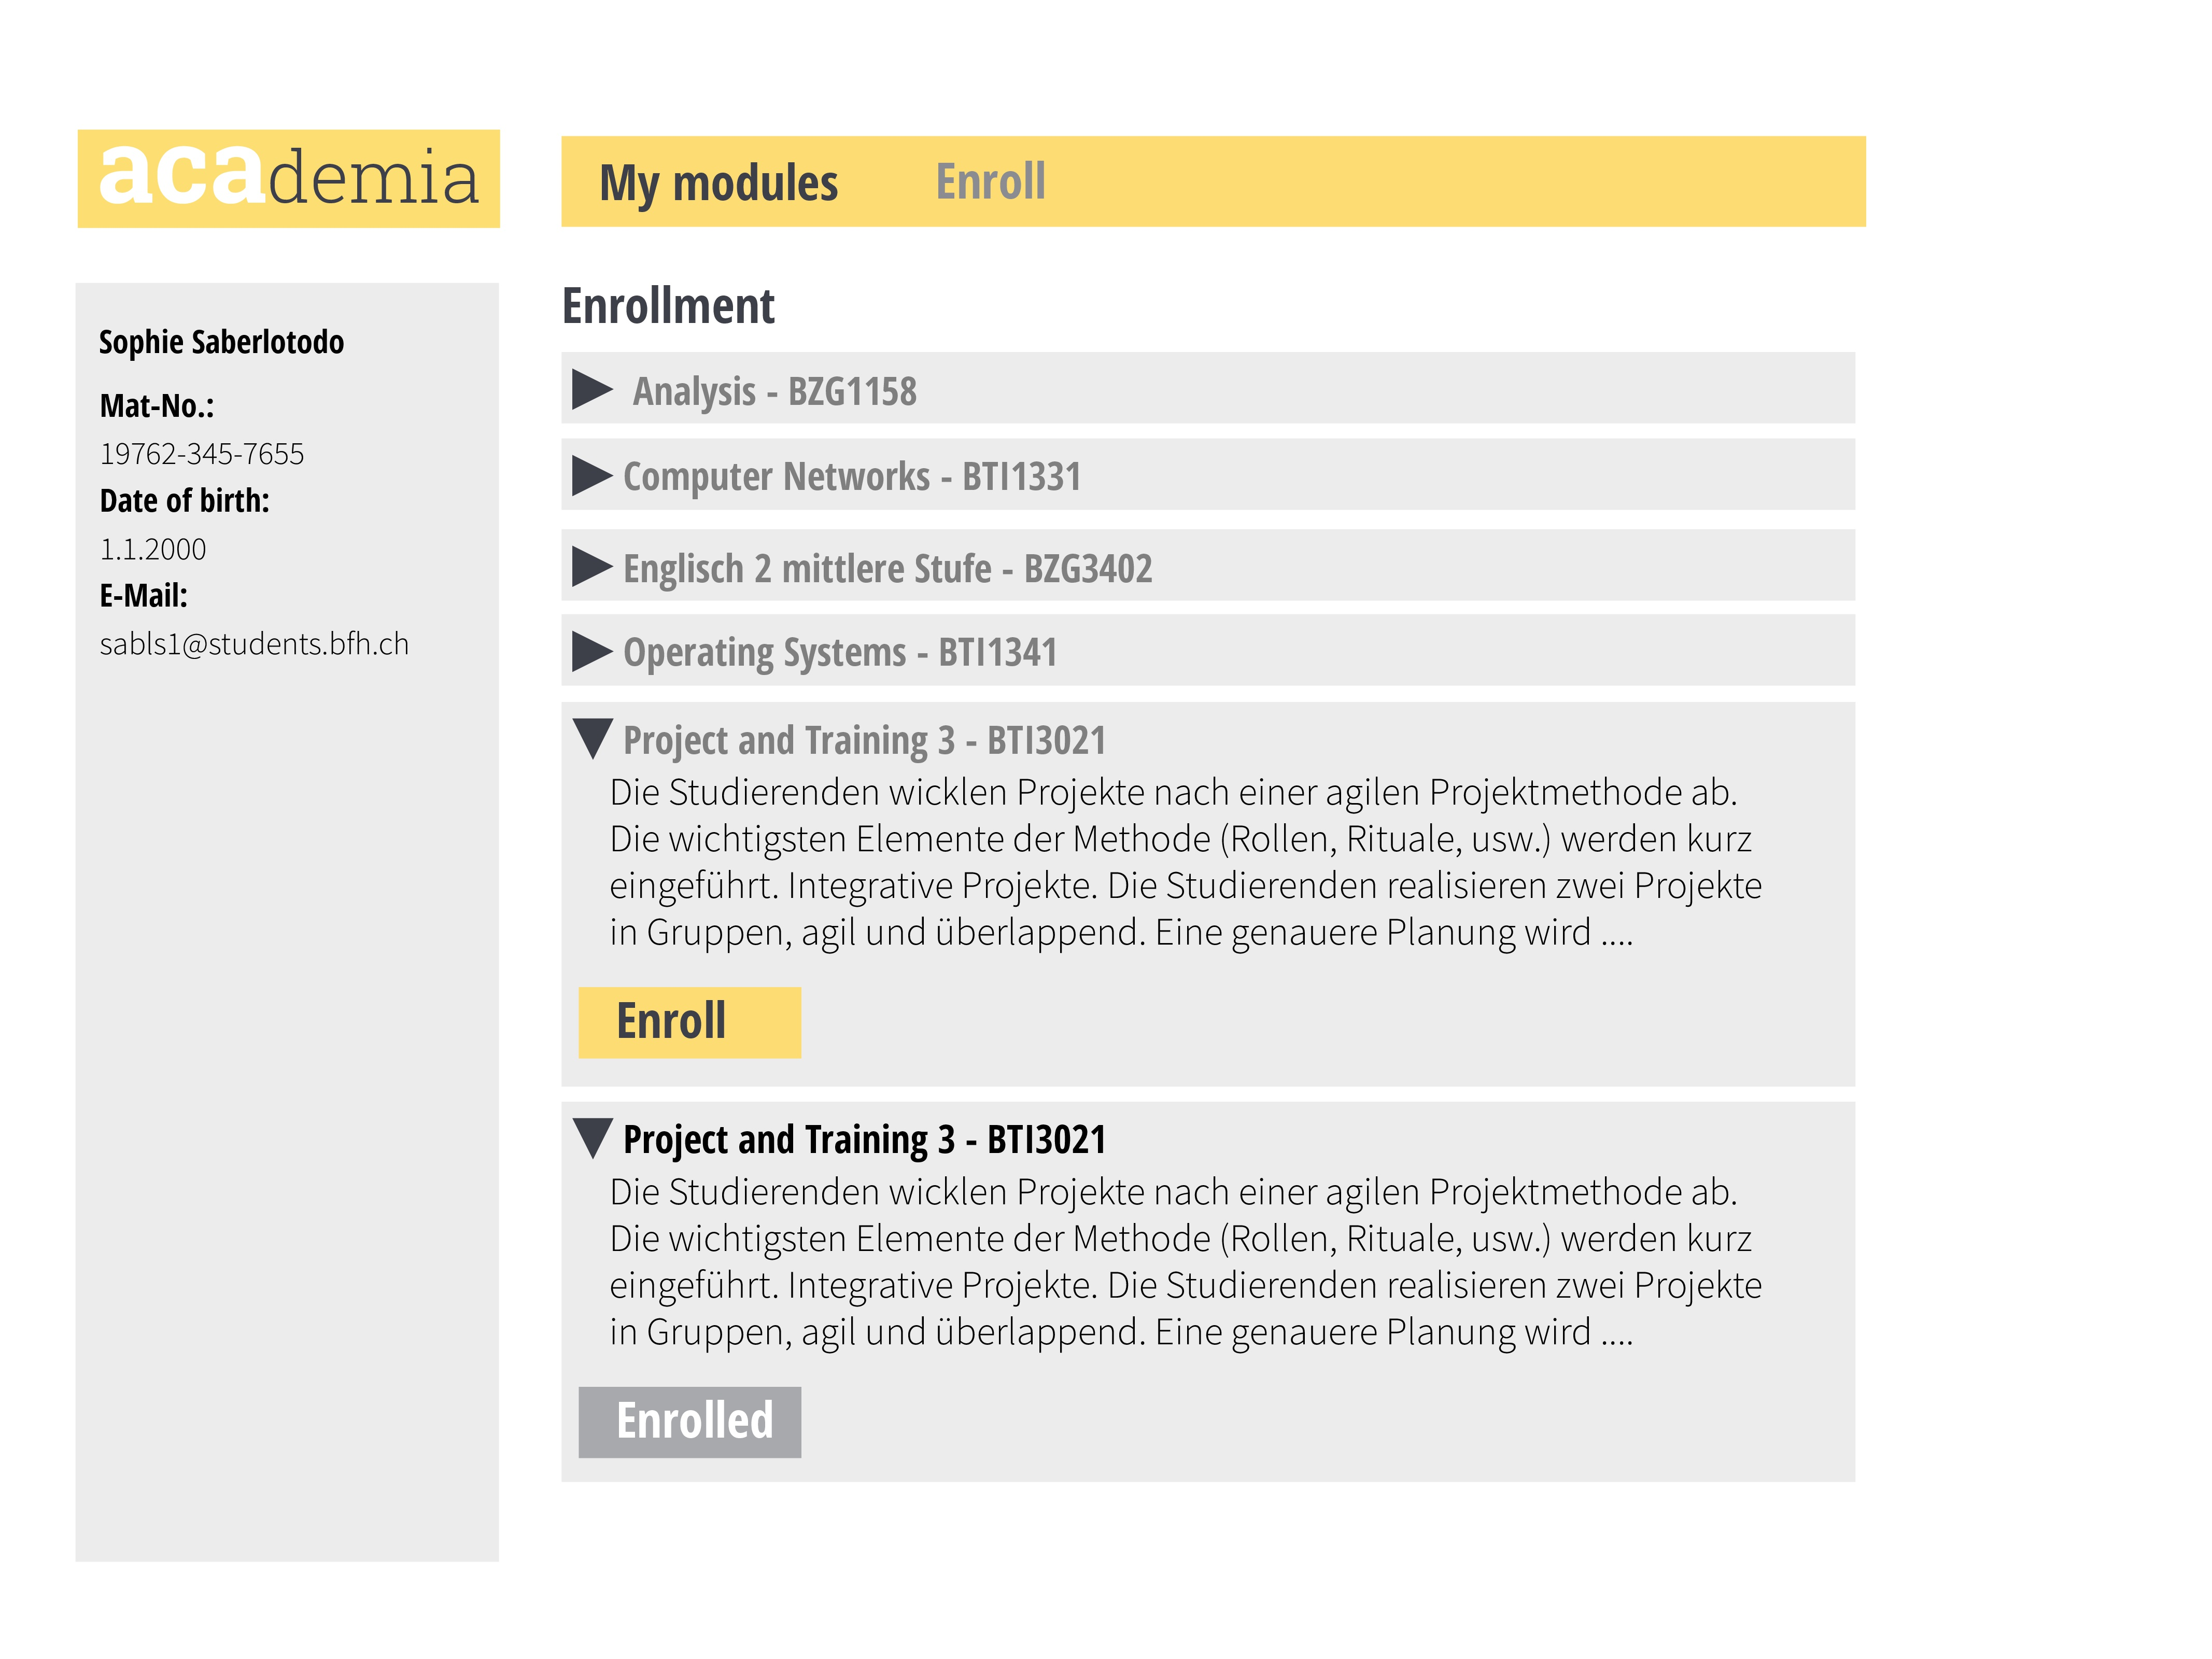 academia
My modules
Enroll
Sophie Saberlotodo
Mat-No.:
19762-345-7655
Date of birth:
1.1.2000
E-Mail:
sabls1@students.bfh.ch
Enrollment
Analysis - BZG1158
Computer Networks - BTI1331
Englisch 2 mittlere Stufe - BZG3402
Operating Systems - BTI1341
Project and Training 3 - BTI3021
Die Studierenden wicklen Projekte nach einer agilen Projektmethode ab.
Die wichtigsten Elemente der Methode (Rollen, Rituale, usw.) werden kurz
eingeführt. Integrative Projekte. Die Studierenden realisieren zwei Projekte
in Gruppen, agil und überlappend. Eine genauere Planung wird ....
Enroll
Project and Training 3 - BTI3021
Die Studierenden wicklen Projekte nach einer agilen Projektmethode ab.
Die wichtigsten Elemente der Methode (Rollen, Rituale, usw.) werden kurz
eingeführt. Integrative Projekte. Die Studierenden realisieren zwei Projekte
in Gruppen, agil und überlappend. Eine genauere Planung wird ....
Enrolled